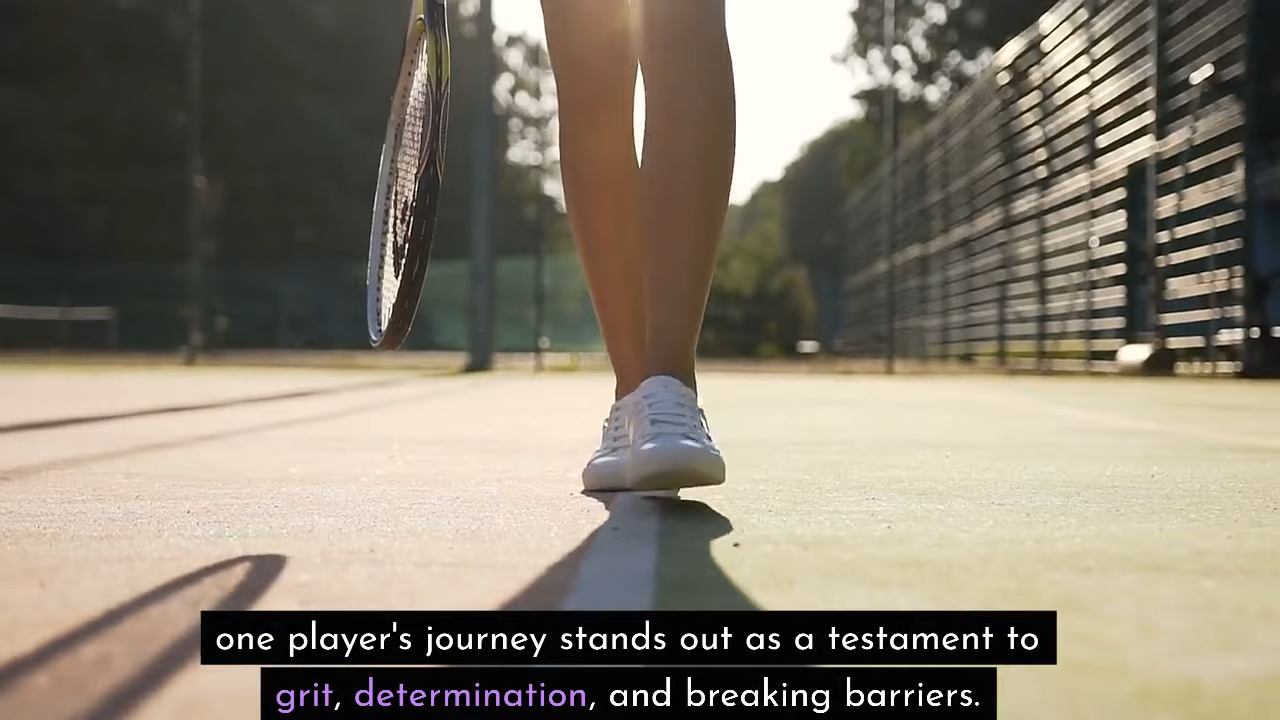 one player's journey stands out as a testament to
grit, determination, and breaking barriers.